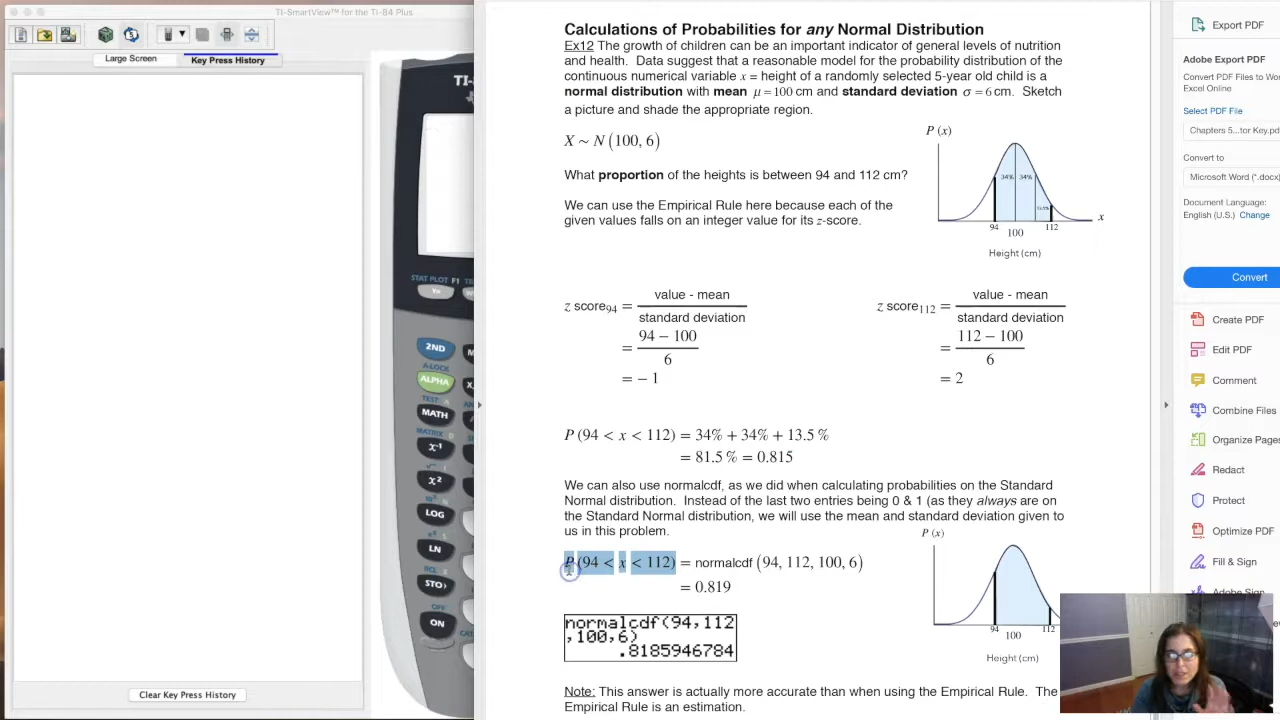 TI-SmartView™ for the TI-84 Plus
Large Screen
Key Press History
Clear Key Press History
STAT PLOT F1
Y=
2ND
A-LOCK
ALPHA
TEST A
MATH
MATRIX D
x⁻¹
x²
LOG
LN
RCL
STO
OFF
ON
Calculations of Probabilities for any Normal Distribution
Ex12 The growth of children can be an important indicator of general levels of nutrition
and health. Data suggest that a reasonable model for the probability distribution of the
continuous numerical variable x = height of a randomly selected 5-year old child is a
normal distribution with mean μ = 100 cm and standard deviation σ = 6 cm. Sketch
a picture and shade the appropriate region.
X ~ N (100, 6)
What proportion of the heights is between 94 and 112 cm?
We can use the Empirical Rule here because each of the
given values falls on an integer value for its z-score.
P (x)
34% 34%
13.5%
x
94 100 112
Height (cm)
z score₉₄ = value - mean / standard deviation
= 94 − 100 / 6
= − 1
z score₁₁₂ = value - mean / standard deviation
= 112 − 100 / 6
= 2
P (94 < x < 112) = 34% + 34% + 13.5 %
= 81.5 % = 0.815
We can also use normalcdf, as we did when calculating probabilities on the Standard
Normal distribution. Instead of the last two entries being 0 & 1 (as they always are on
the Standard Normal distribution, we will use the mean and standard deviation given to
us in this problem.
P (94 < x < 112) = normalcdf (94, 112, 100, 6)
= 0.819
P (x)
94 100 112
Height (cm)
normalcdf(94,112
,100,6)
.8185946784
Note: This answer is actually more accurate than when using the Empirical Rule. The
Empirical Rule is an estimation.
Export PDF
Adobe Export PDF
Convert PDF Files to Wo
Excel Online
Select PDF File
Chapters 5...tor Key.pd
Convert to
Microsoft Word (*.docx)
Document Language:
English (U.S.) Change
Convert
Create PDF
Edit PDF
Comment
Combine Files
Organize Pages
Redact
Protect
Optimize PDF
Fill & Sign
Adobe Sign